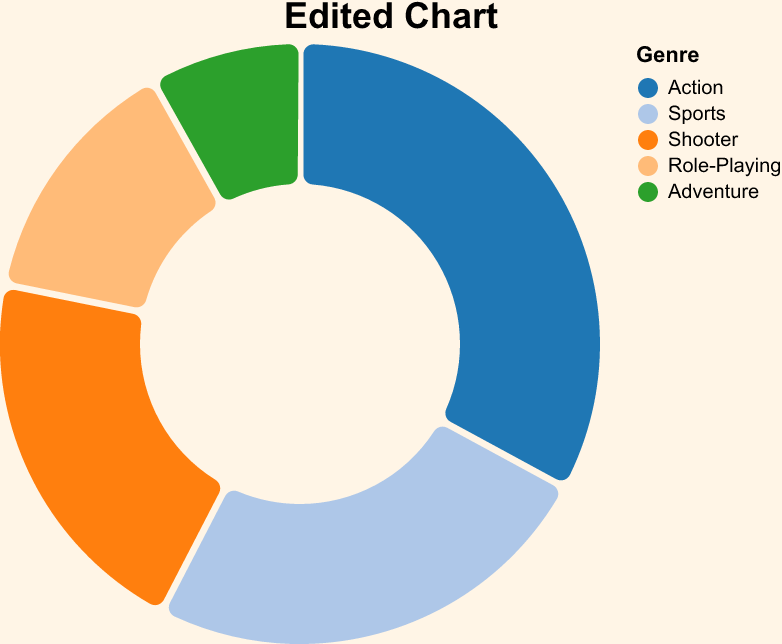 Edited Chart
Genre
Action
Sports
Shooter
Role-Playing
Adventure